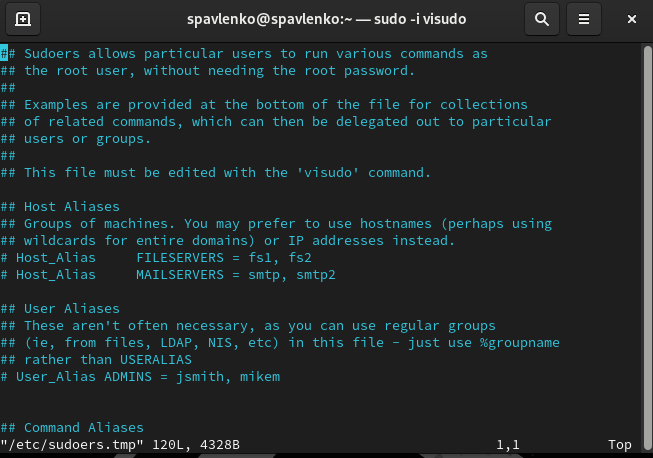 spavlenko@spavlenko:~ — sudo -i visudo
## Sudoers allows particular users to run various commands as
## the root user, without needing the root password.
##
## Examples are provided at the bottom of the file for collections
## of related commands, which can then be delegated out to particular
## users or groups.
##
## This file must be edited with the 'visudo' command.

## Host Aliases
## Groups of machines. You may prefer to use hostnames (perhaps using
## wildcards for entire domains) or IP addresses instead.
# Host_Alias     FILESERVERS = fs1, fs2
# Host_Alias     MAILSERVERS = smtp, smtp2

## User Aliases
## These aren't often necessary, as you can use regular groups
## (ie, from files, LDAP, NIS, etc) in this file - just use %groupname
## rather than USERALIAS
# User_Alias ADMINS = jsmith, mikem


## Command Aliases
"/etc/sudoers.tmp" 120L, 4328B 1,1 Top